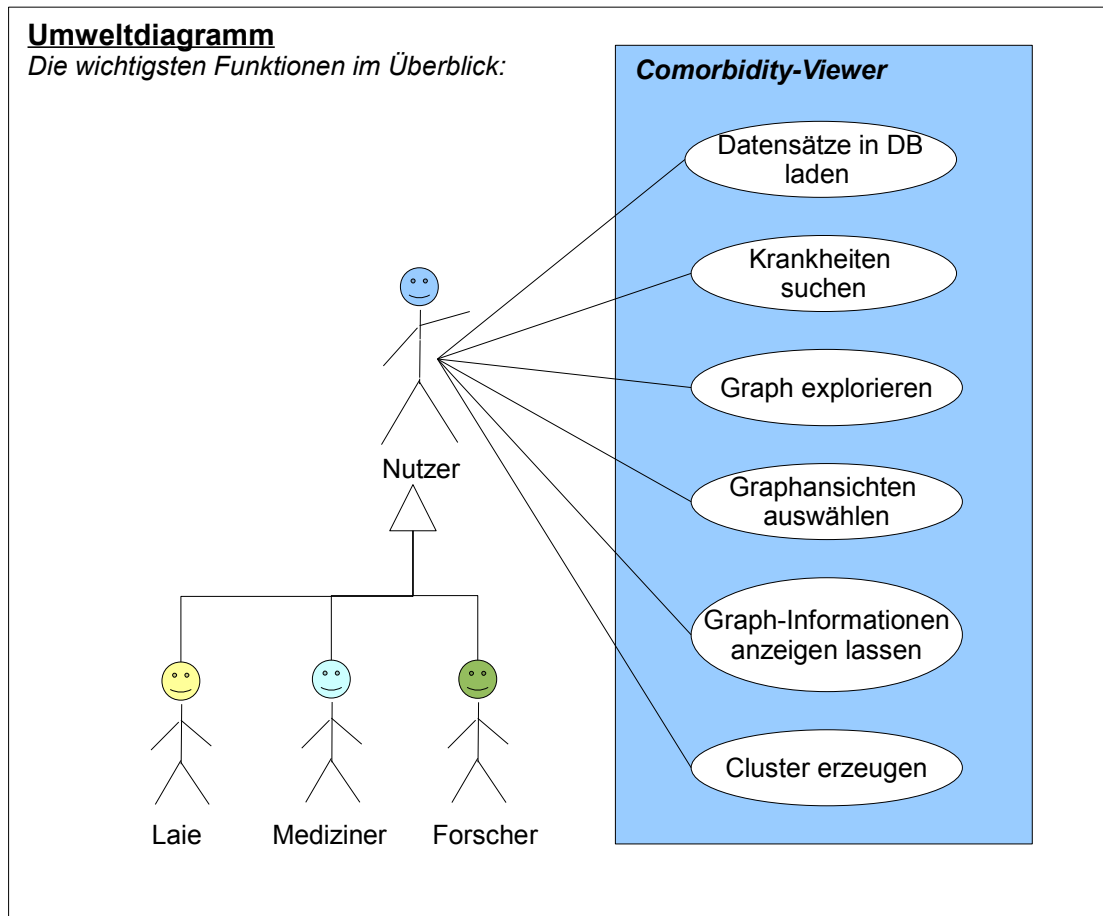 Umweltdiagramm
Die wichtigsten Funktionen im Überblick:
Comorbidity-Viewer
Datensätze in DB
laden
Krankheiten
suchen
Graph explorieren
Nutzer
Graphansichten
auswählen
Graph-Informationen
anzeigen lassen
Cluster erzeugen
Laie
Mediziner
Forscher